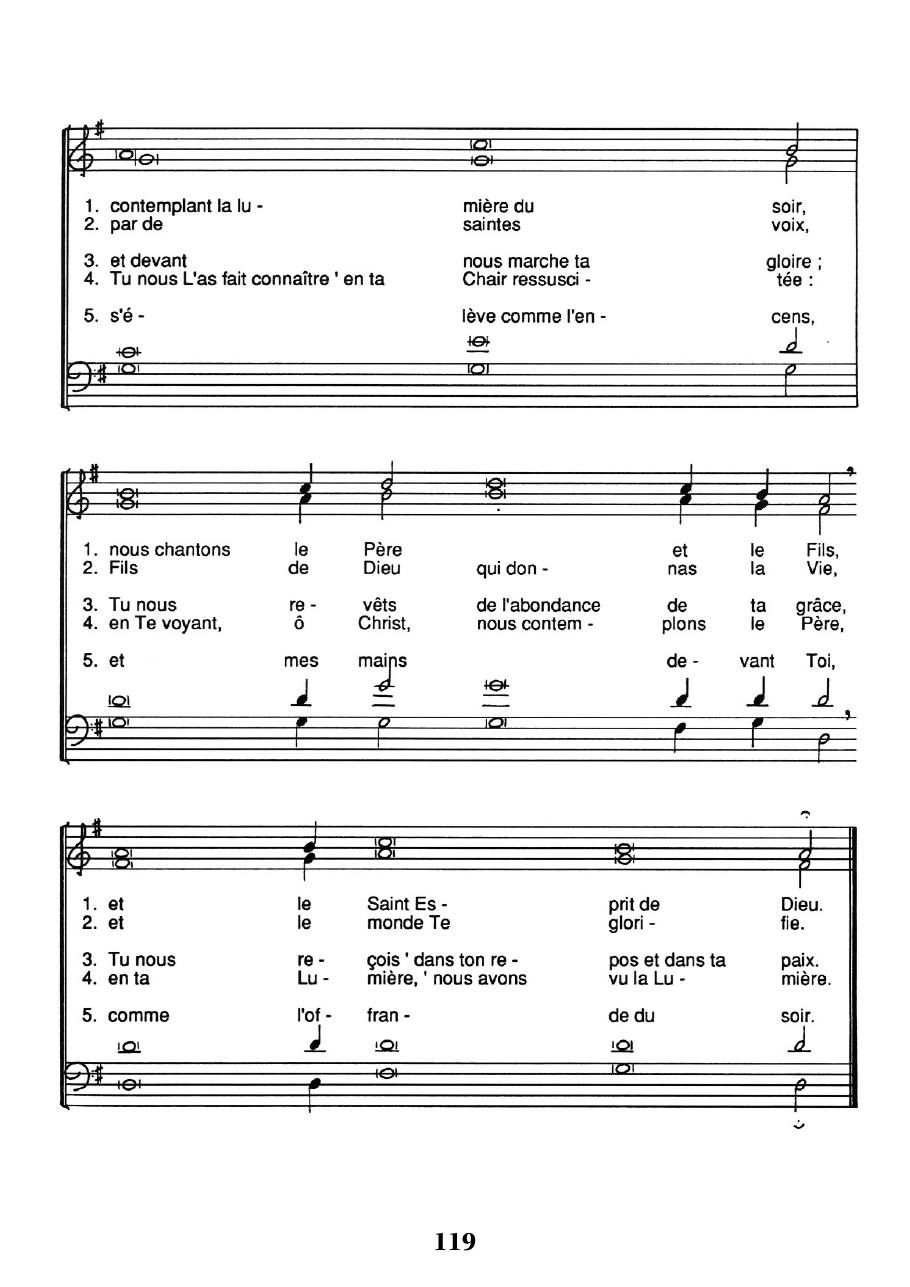 1. contemplant la lu - mière du soir,
2. par de saintes voix,
3. et devant nous marche ta gloire ;
4. Tu nous L'as fait connaître ' en ta Chair ressusci - tée :
5. s'é - lève comme l'en - cens,
1. nous chantons le Père et le Fils,
2. Fils de Dieu qui don - nas la Vie,
3. Tu nous re - vêts de l'abondance de ta grâce,
4. en Te voyant, ô Christ, nous contem - plons le Père,
5. et mes mains de - vant Toi,
1. et le Saint Es - prit de Dieu.
2. et le monde Te glori - fie.
3. Tu nous re - çois ' dans ton re - pos et dans ta paix.
4. en ta Lu - mière, ' nous avons vu la Lu - mière.
5. comme l'of - fran - de du soir.
119